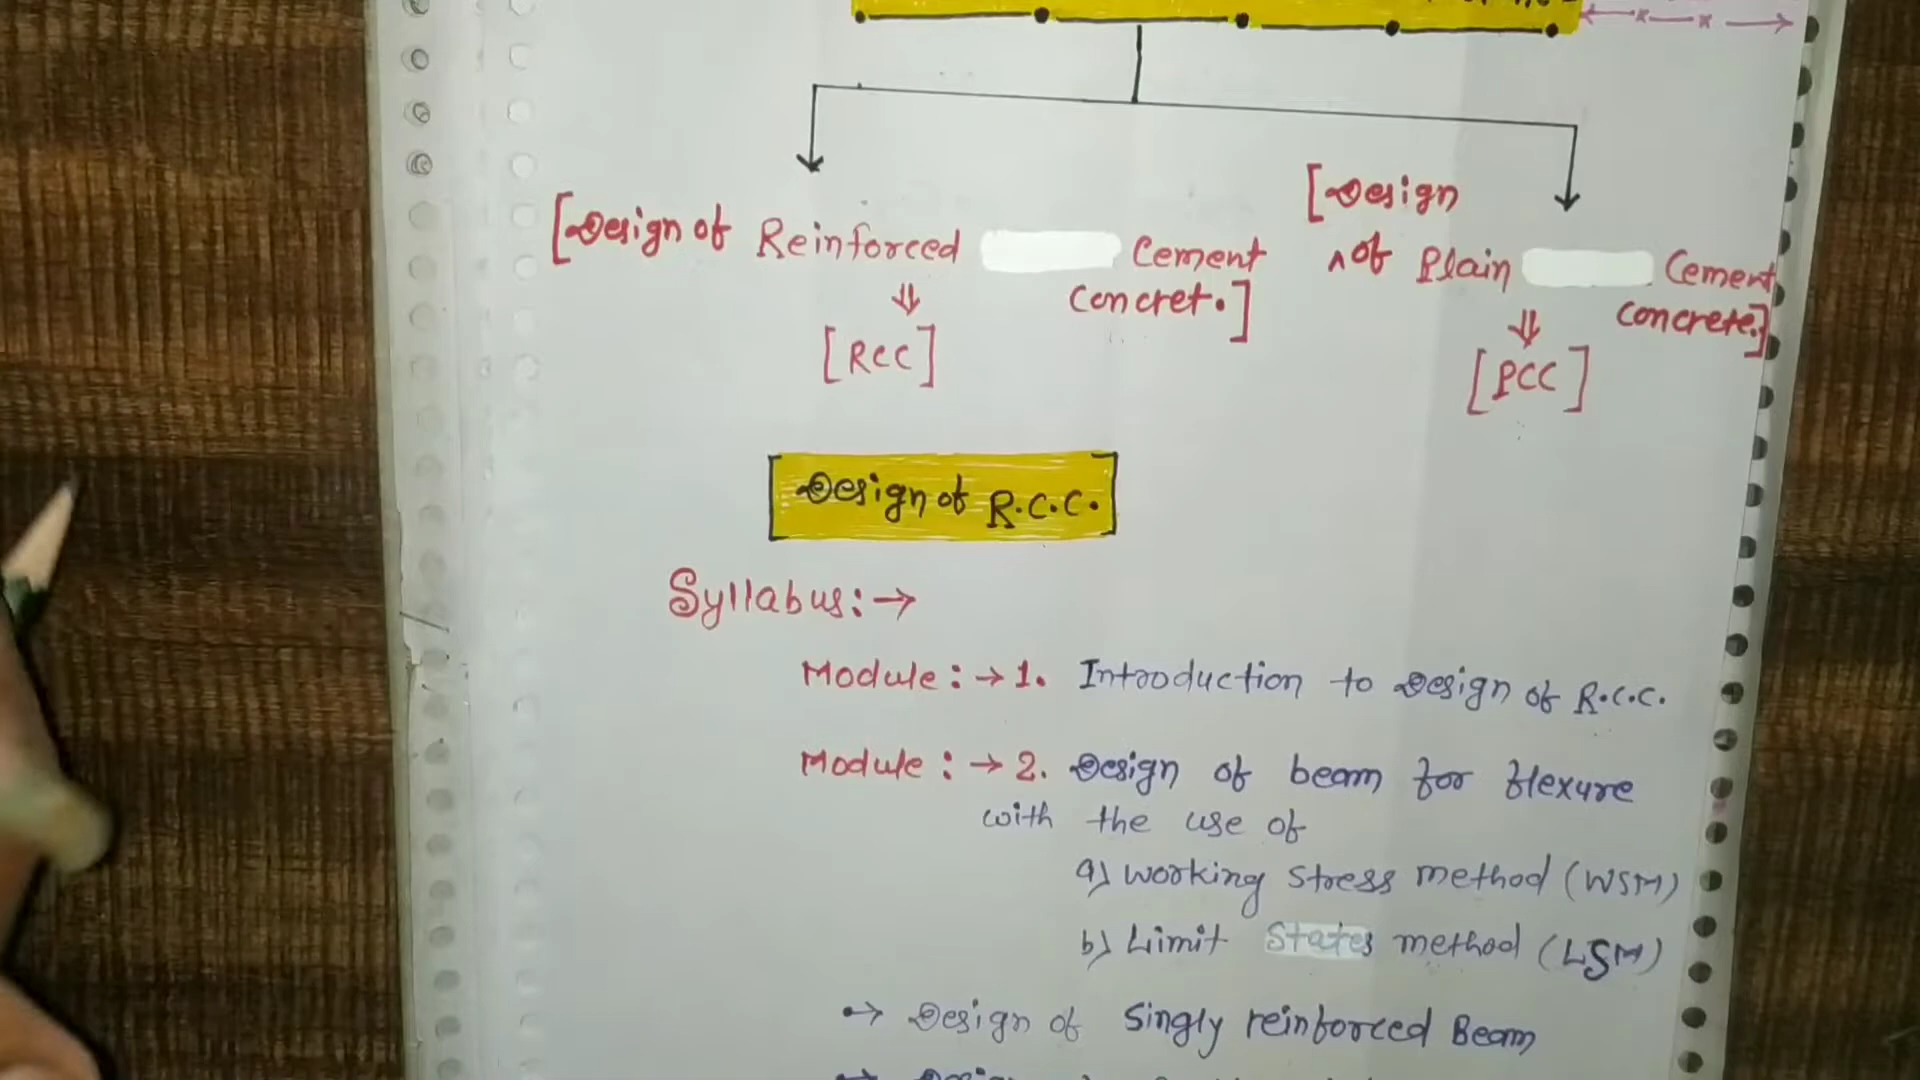 [Design of Reinforced Cement
Concret.]
[RCC]
[Design
^of Plain Cement
Concrete.]
[PCC]
[Design of R.C.C.]
Syllabus:→
Module:→1. Introduction to Design of R.C.C.
Module:→2. Design of beam for flexure
with the use of
a) Working stress method (WSM)
b) Limit States method (LSM)
→ Design of Singly reinforced Beam